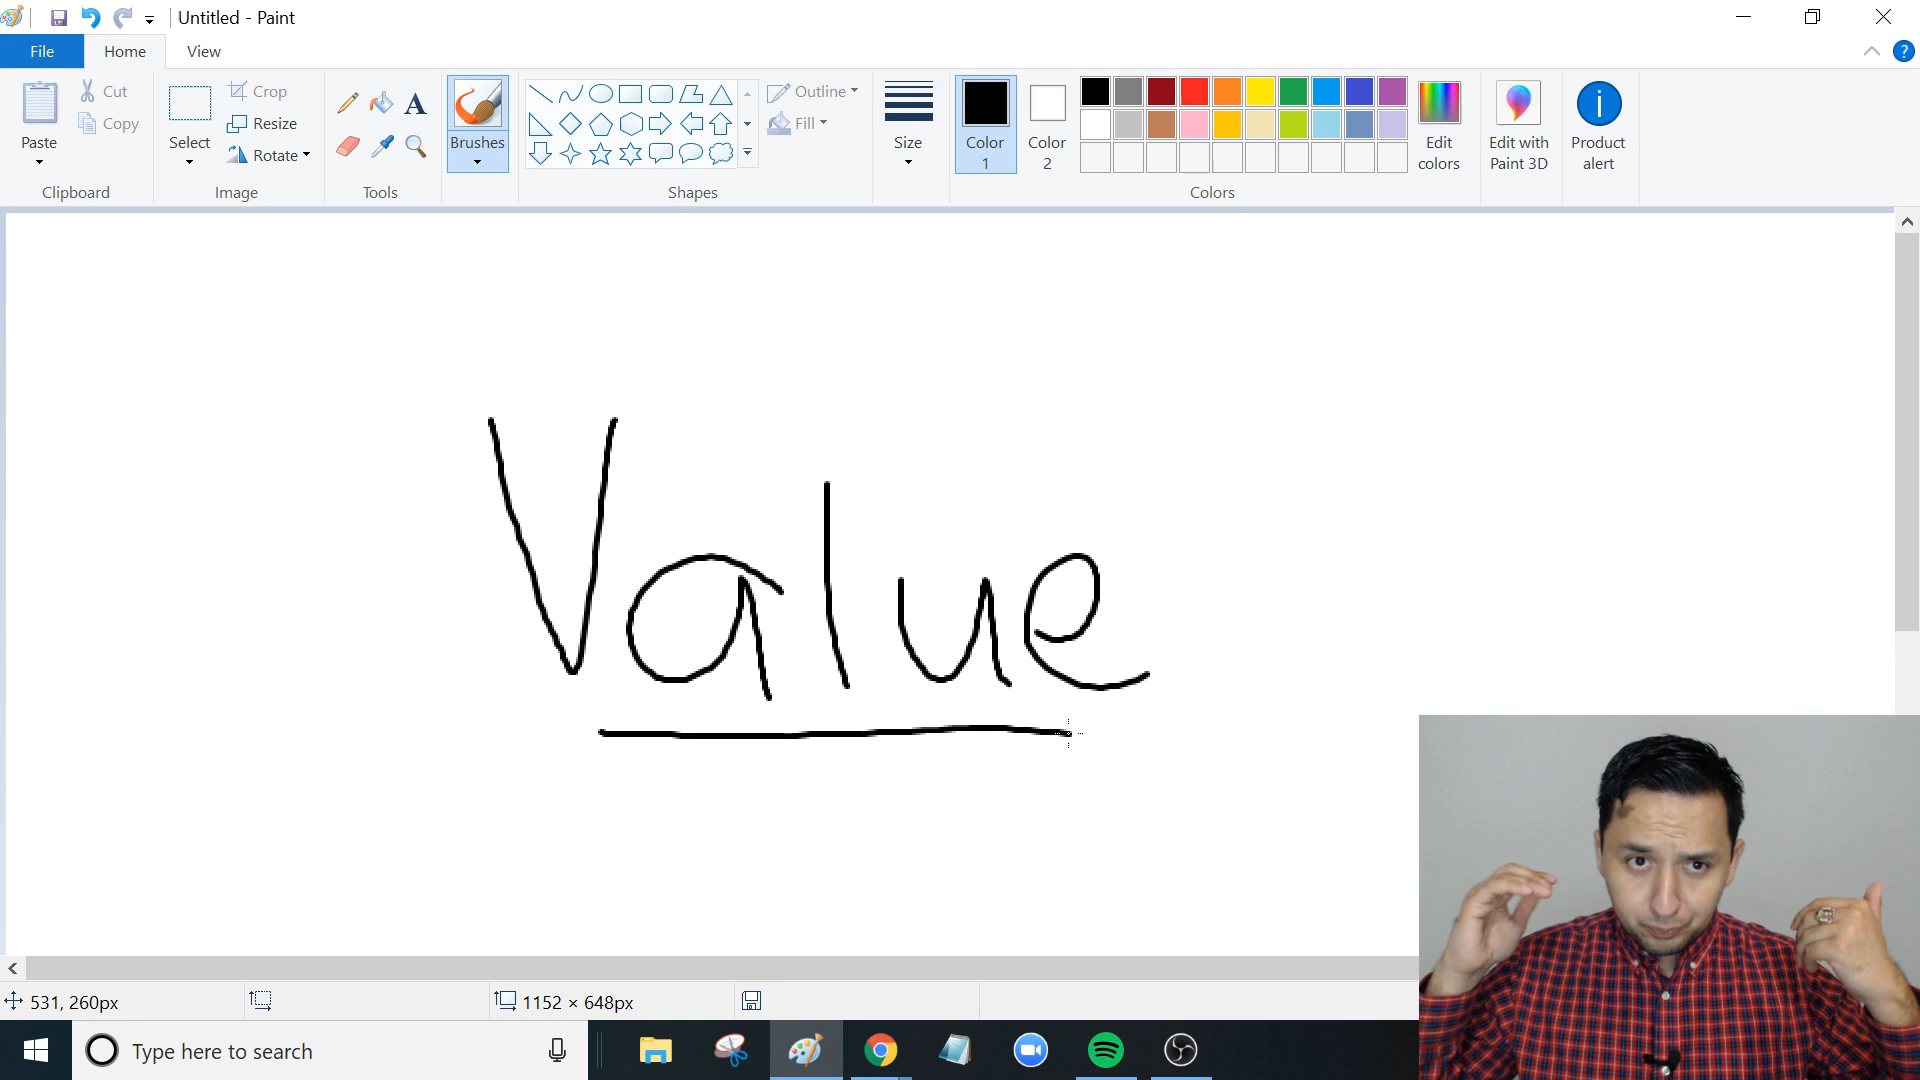 Untitled - Paint
File Home View
?
Paste
Cut
Copy
Clipboard
Select
Crop
Resize
Rotate
Image
A
Tools
Brushes
Shapes
Outline
Fill
Size
Color 1
Color 2
Colors
Edit colors
Edit with Paint 3D
Product alert
Value
531, 260px
1152 × 648px
Type here to search